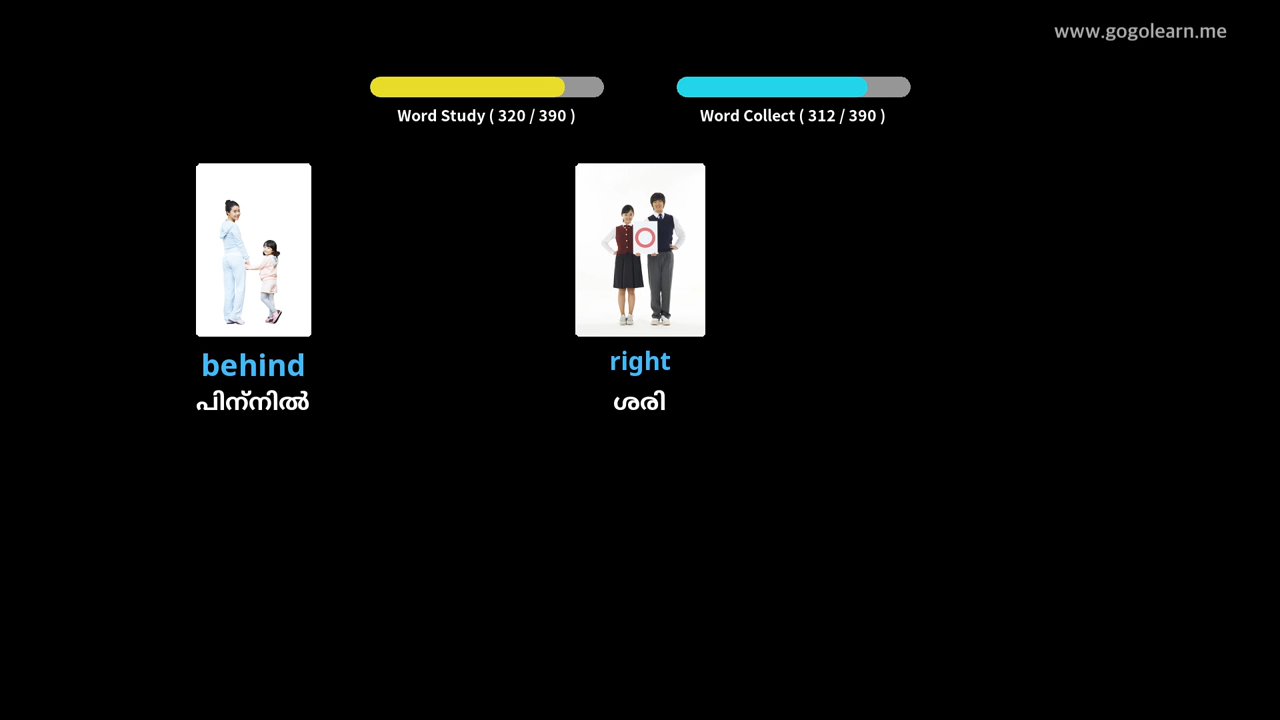 www.gogolearn.me
Word Study ( 320 / 390 )
Word Collect ( 312 / 390 )
behind
right
പിന്നിൽ
ശരി